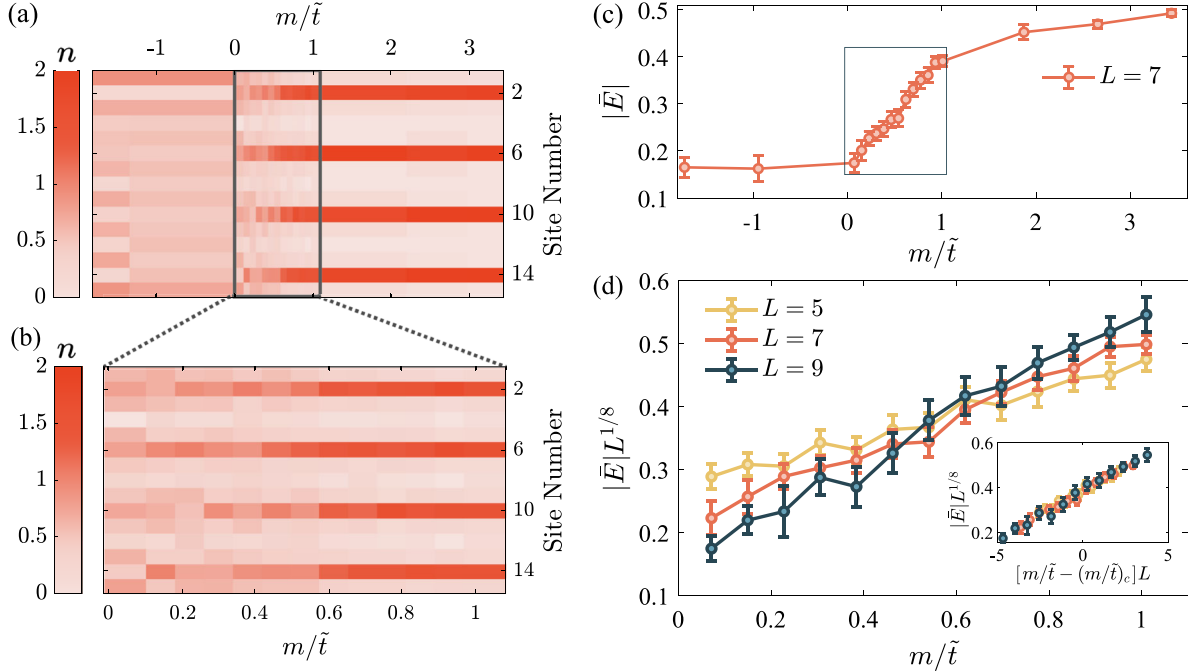 (a)
m/t̃
-1 0 1 2 3
n
2
1.5
1
0.5
0
2
6
10
14
Site Number
(b)
n
2
1.5
1
0.5
0
2
6
10
14
Site Number
0 0.2 0.4 0.6 0.8 1
m/t̃
(c)
0.5
0.4
0.3
0.2
0.1
|Ē|
L = 7
-1 0 1 2 3
m/t̃
(d)
0.6
0.5
0.4
0.3
0.2
0.1
|Ē|L^{1/8}
L = 5
L = 7
L = 9
0 0.2 0.4 0.6 0.8 1
m/t̃
0.6
0.4
0.2
|Ē|L^{1/8}
-5 0 5
[m/t̃ − (m/t̃)_c]L